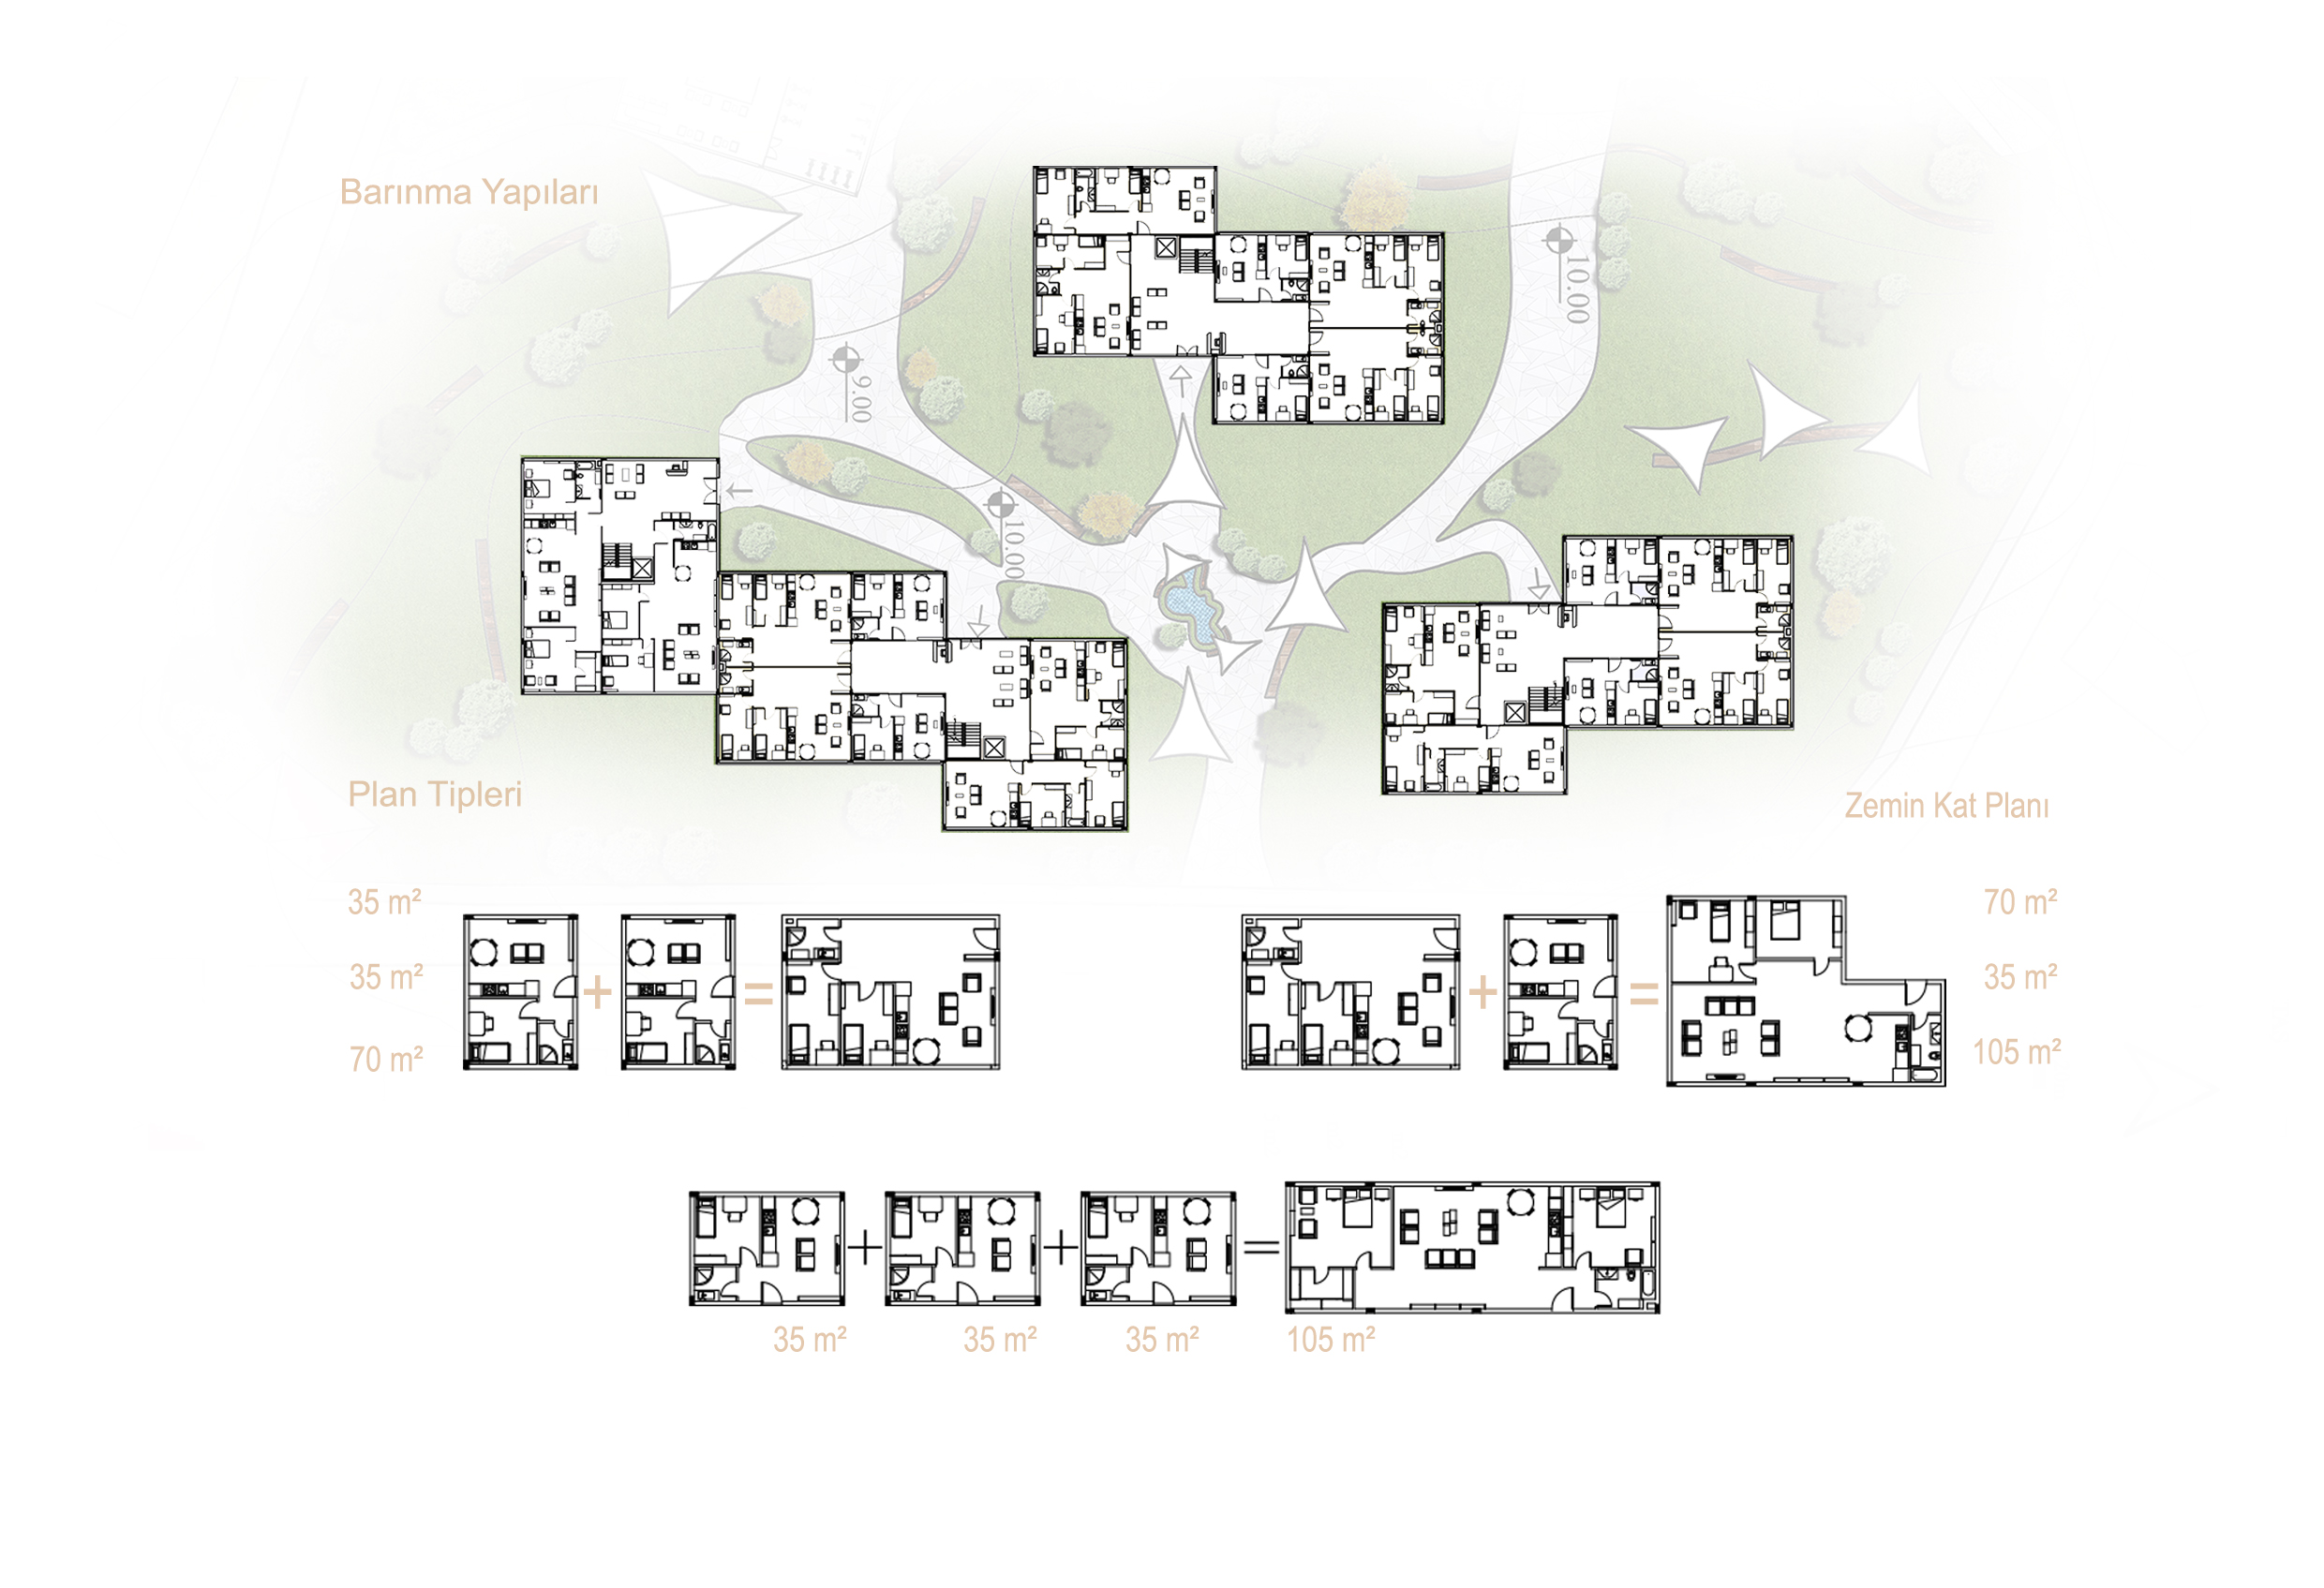 Barınma Yapıları
10.00
9.00
10.00
Plan Tipleri
Zemin Kat Planı
35 m²
35 m²
70 m²
+
=
+
=
70 m²
35 m²
105 m²
+
+
=
35 m²
35 m²
35 m²
105 m²